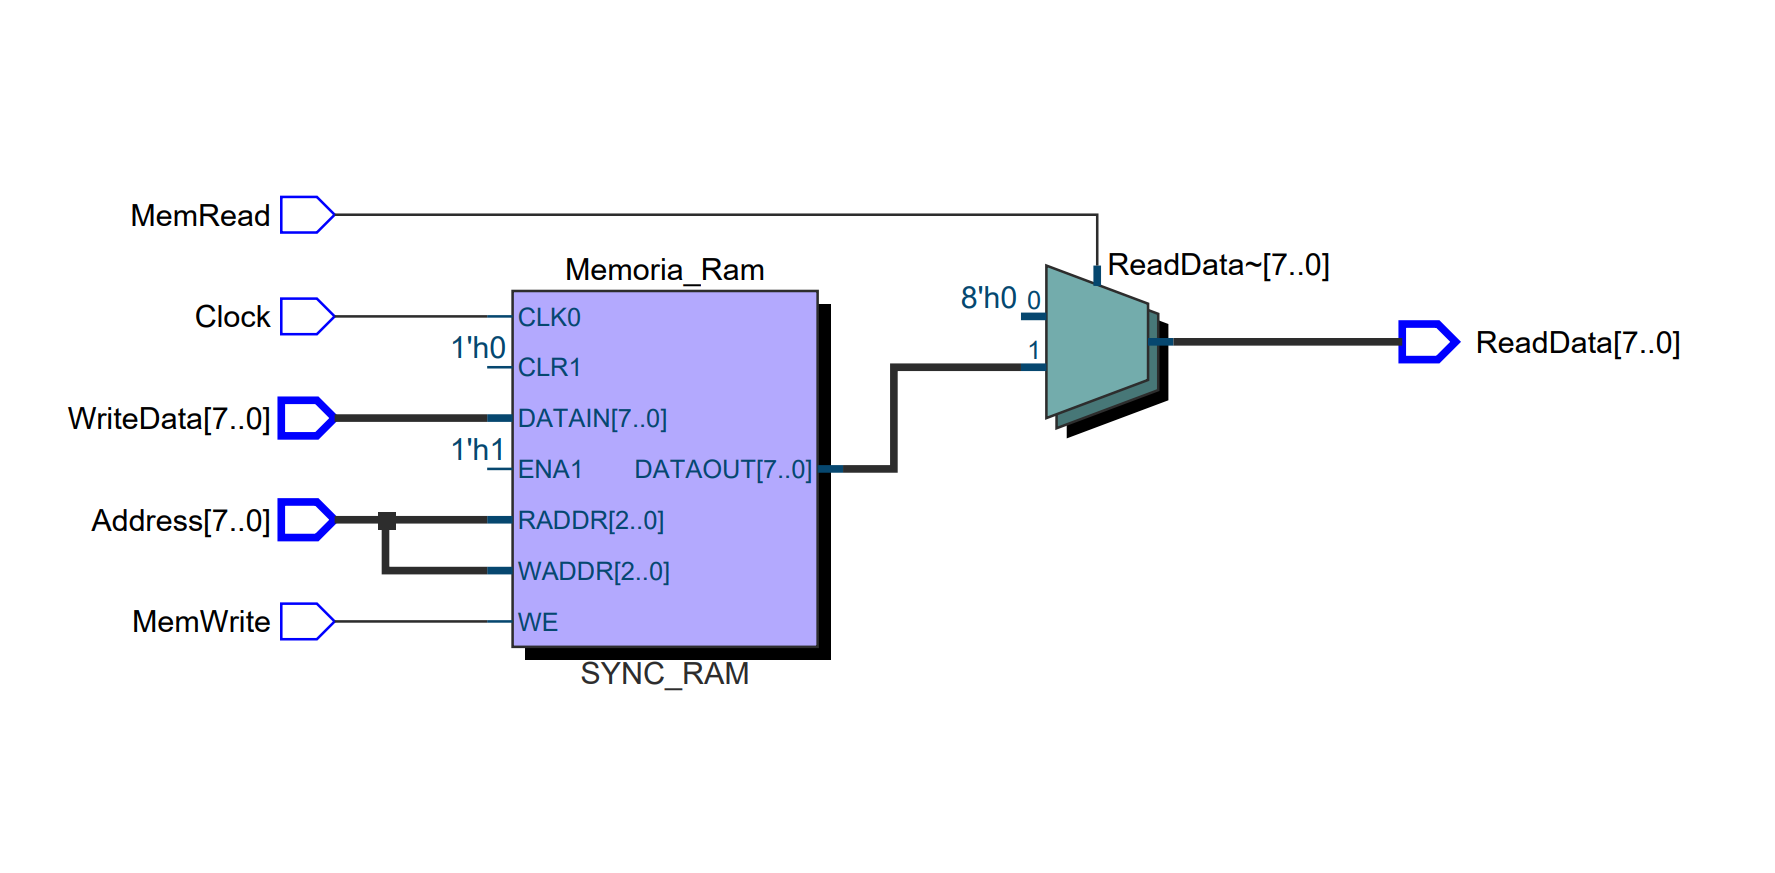 MemRead
Memoria_Ram
ReadData~[7..0]
8'h0 0
Clock
CLK0
1'h0
CLR1
1
ReadData[7..0]
WriteData[7..0]
DATAIN[7..0]
1'h1
ENA1 DATAOUT[7..0]
Address[7..0]
RADDR[2..0]
WADDR[2..0]
MemWrite
WE
SYNC_RAM